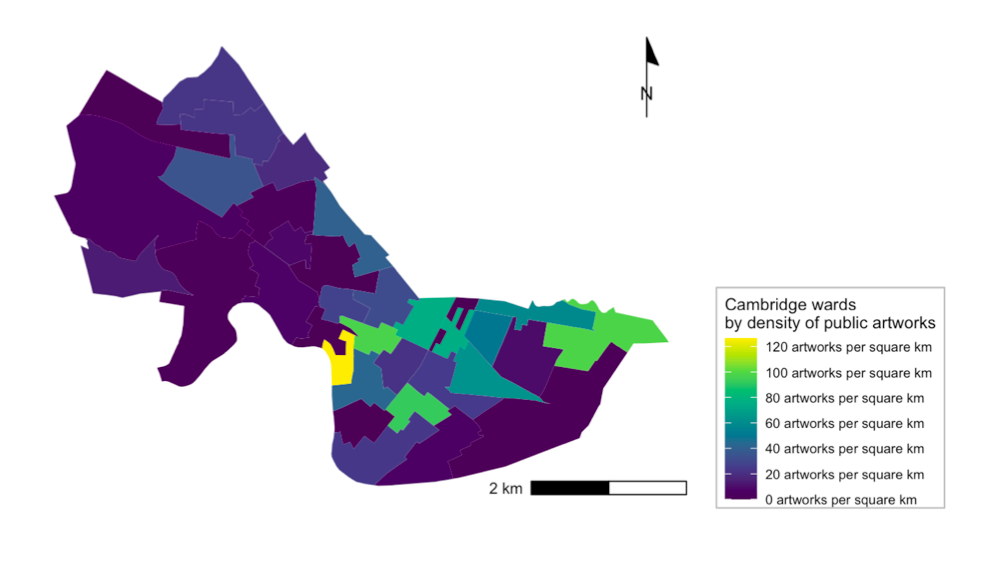 N
Cambridge wards
by density of public artworks
120 artworks per square km
100 artworks per square km
80 artworks per square km
60 artworks per square km
40 artworks per square km
20 artworks per square km
0 artworks per square km
2 km